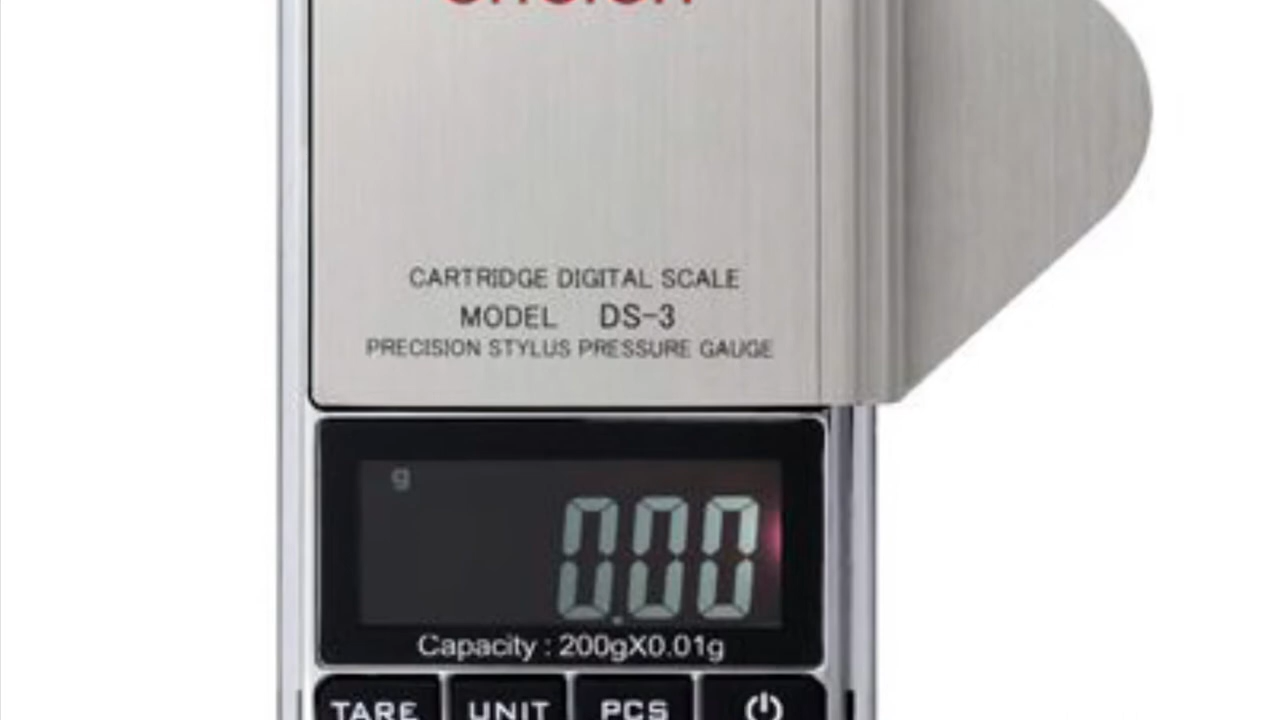 CARTRIDGE DIGITAL SCALE
MODEL DS-3
PRECISION STYLUS PRESSURE GAUGE
g
0.00
Capacity : 200gX0.01g
TARE UNIT PCS